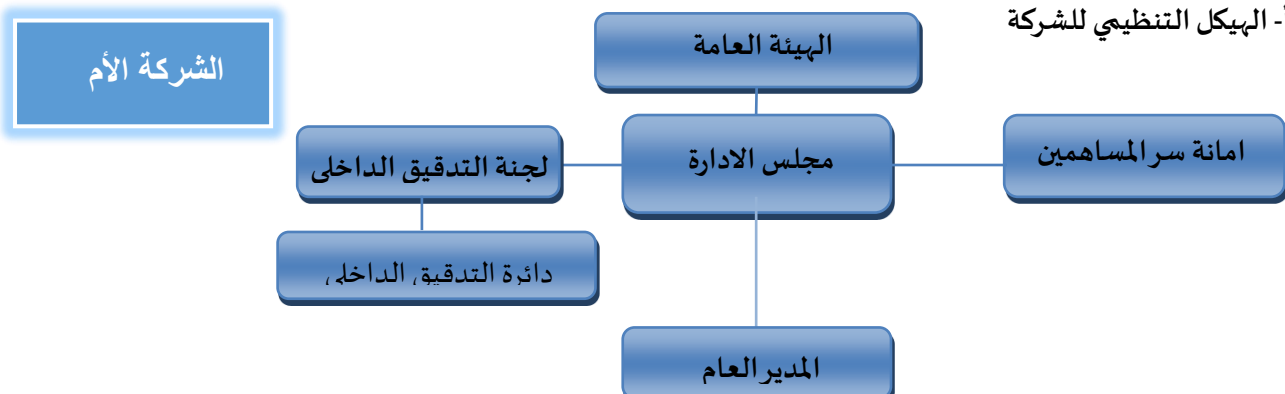 - الهيكل التنظيمي للشركة
الشركة الأم
الهيئة العامة
امانة سر المساهمين
مجلس الادارة
لجنة التدقيق الداخلي
دائرة التدقيق الداخلي
المدير العام